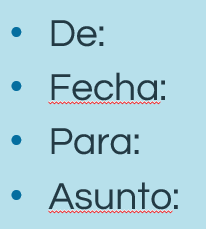 • De:
• Fecha:
• Para:
• Asunto: